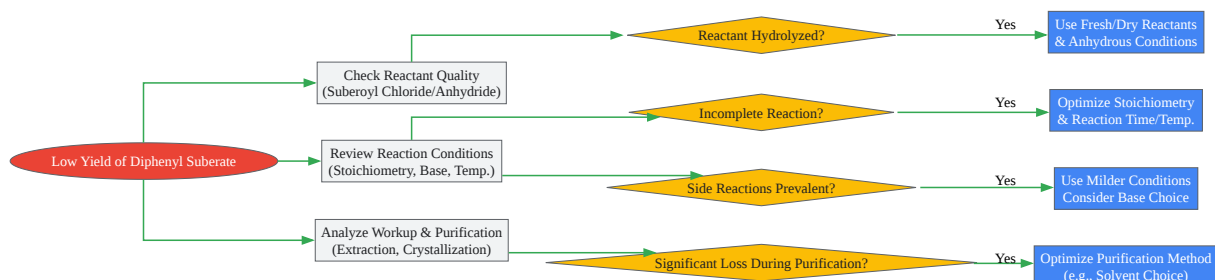 Low Yield of Diphenyl Suberate
Check Reactant Quality
(Suberoyl Chloride/Anhydride)
Review Reaction Conditions
(Stoichiometry, Base, Temp.)
Analyze Workup & Purification
(Extraction, Crystallization)
Reactant Hydrolyzed?
Yes
Use Fresh/Dry Reactants
& Anhydrous Conditions
Incomplete Reaction?
Yes
Optimize Stoichiometry
& Reaction Time/Temp.
Side Reactions Prevalent?
Yes
Use Milder Conditions
Consider Base Choice
Significant Loss During Purification?
Yes
Optimize Purification Method
(e.g., Solvent Choice)